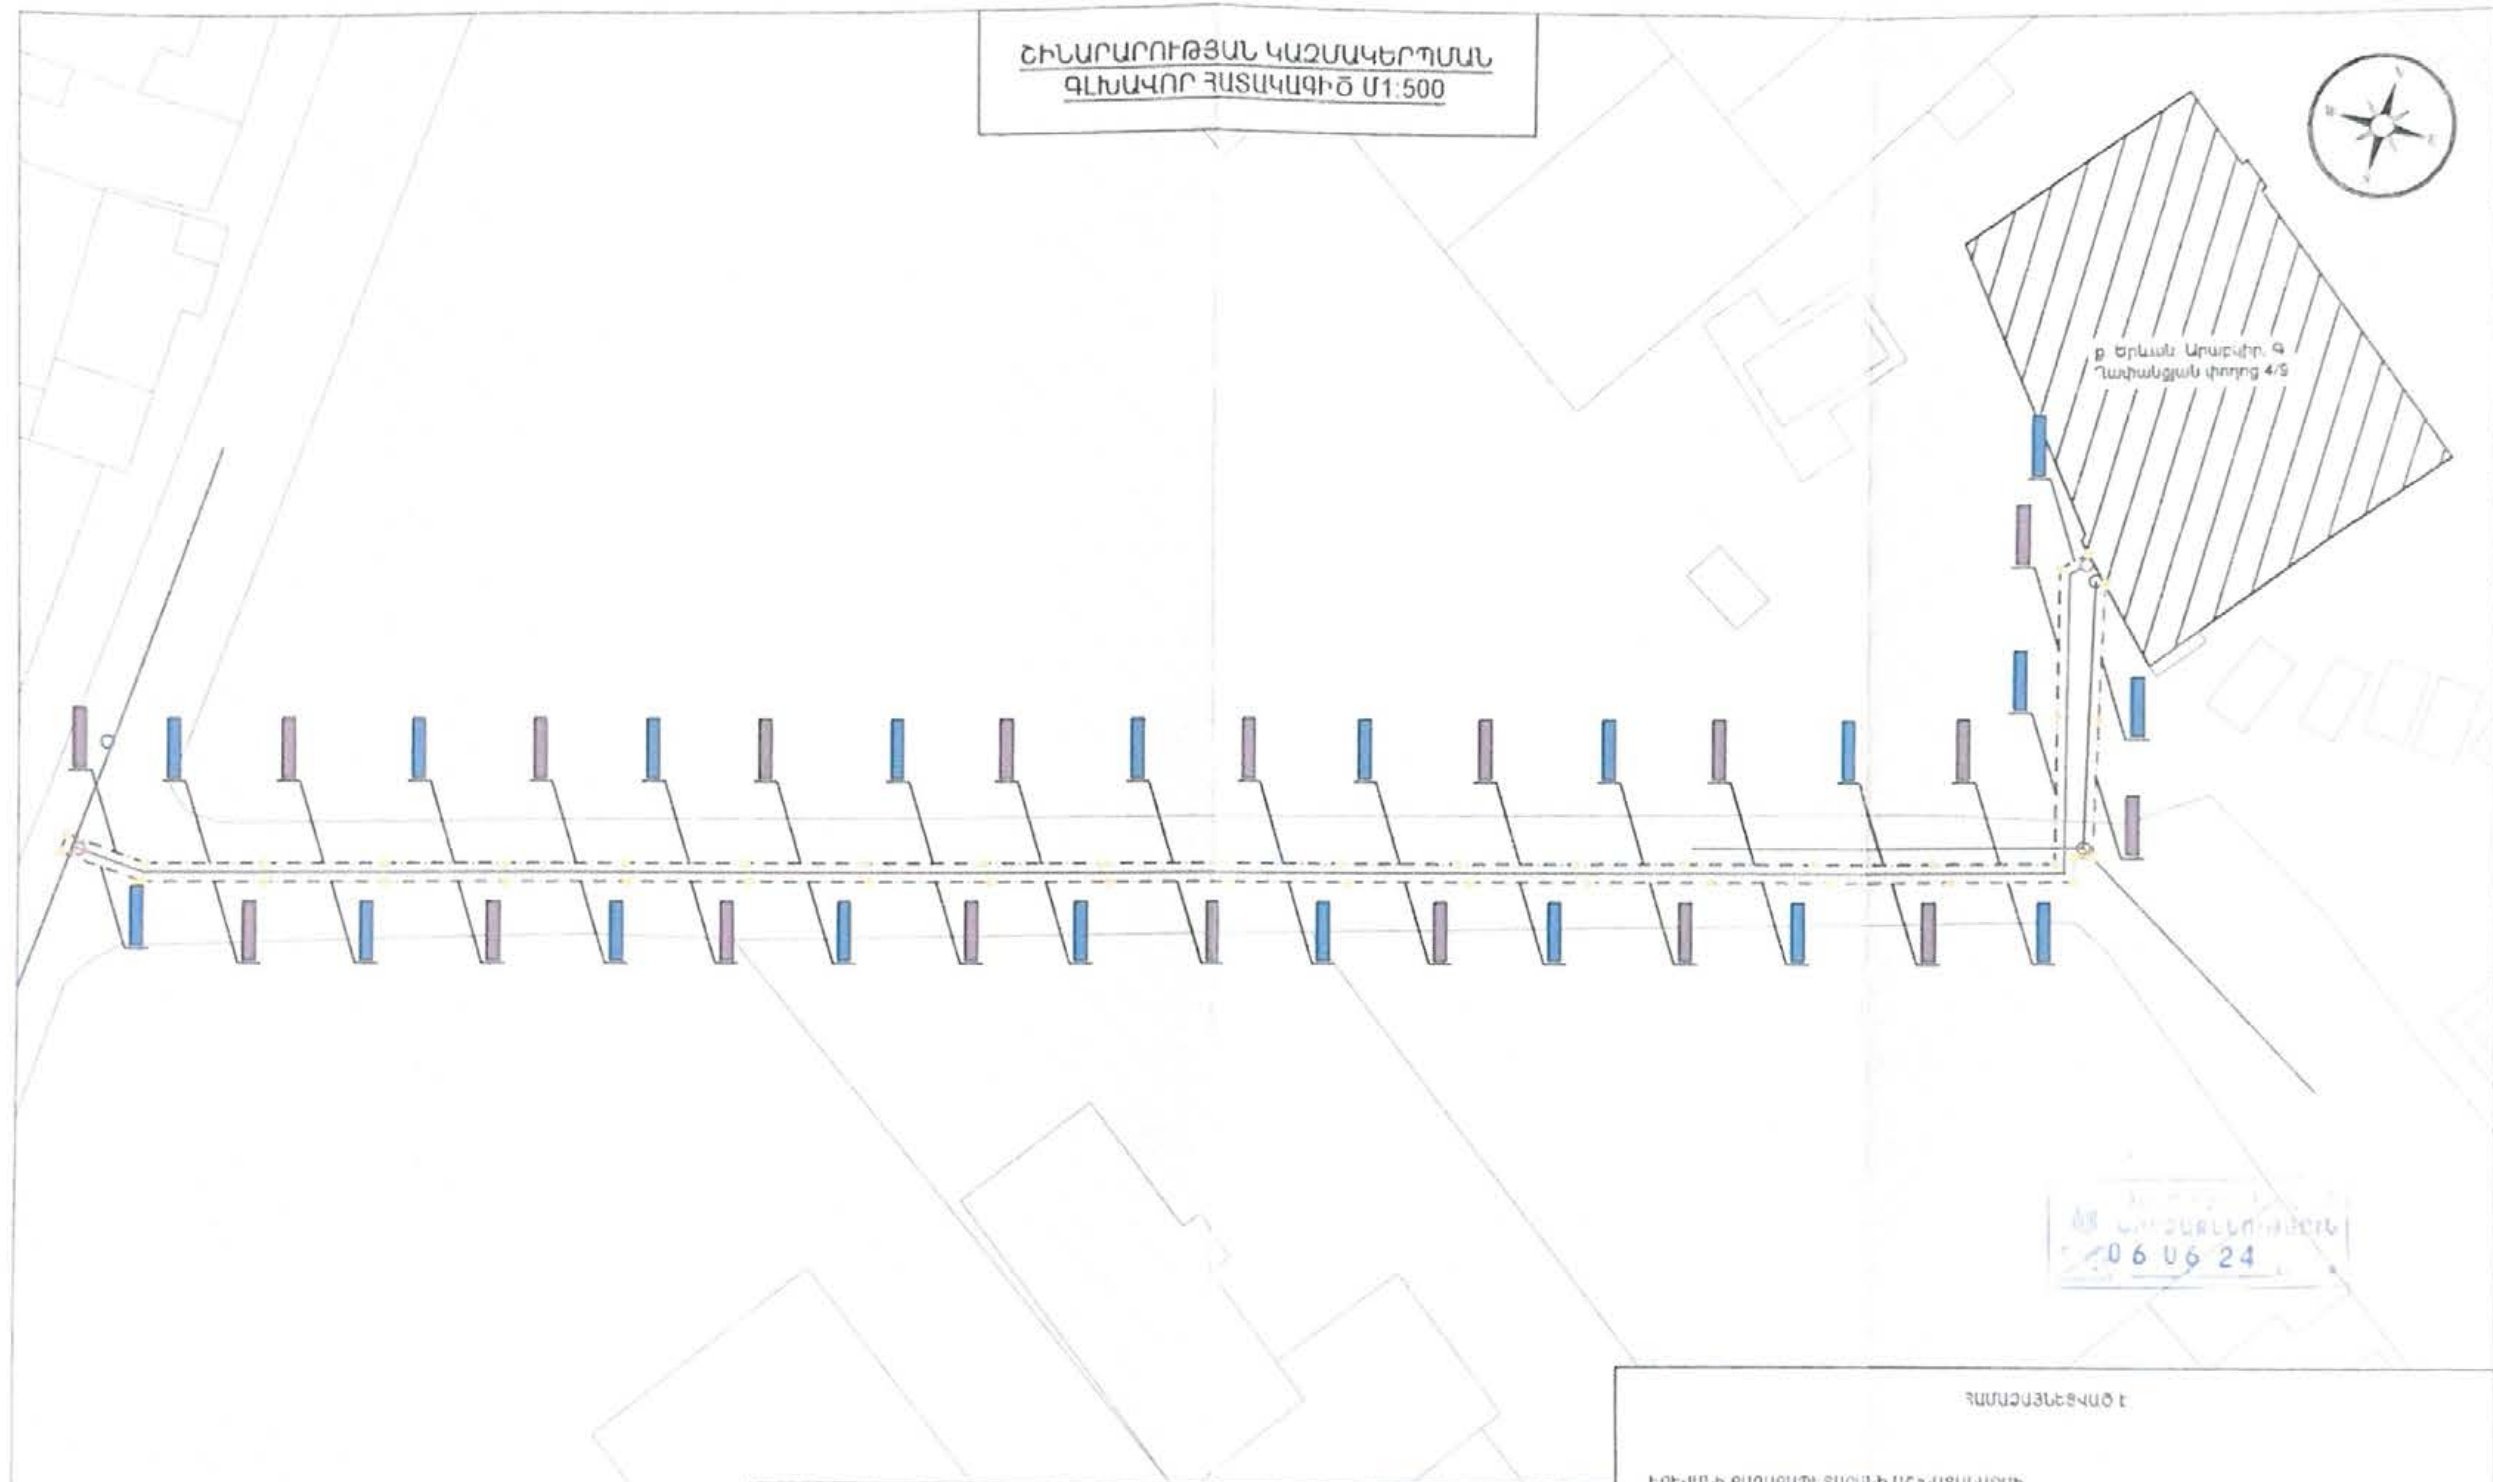 ՇԻՆԱՐԱՐՈՒԹՅԱՆ ԿԱԶՄԱԿԵՐՊՄԱՆ
ԳԼԽԱՎՈՐ ՀԱՏԱԿԱԳԻԾ Մ1:500
ք. Երևան Արաբկիր, Գ
Ղափանցյան փողոց 4/9
06 06 24
ՀԱՄԱՁԱՅՆԵՑՎԱԾ Է